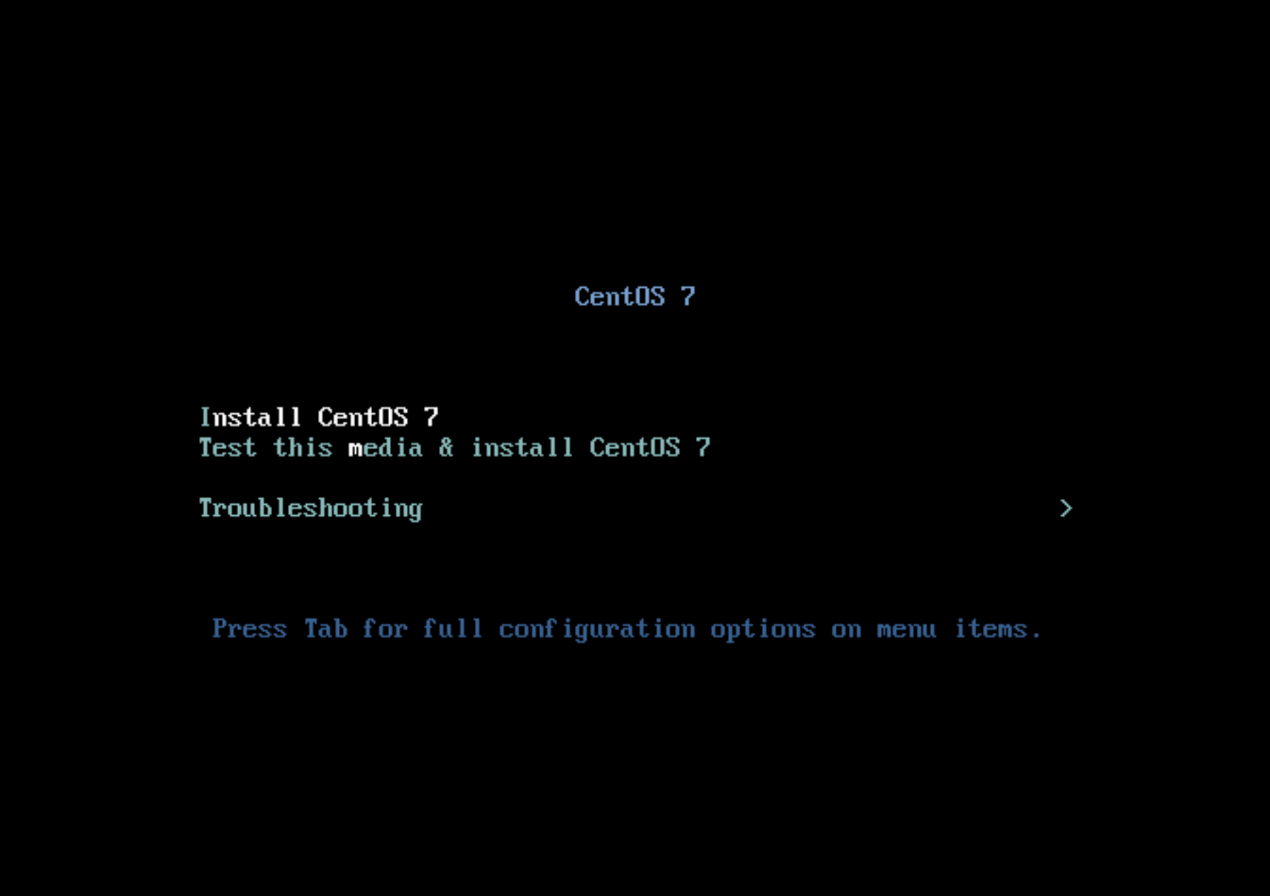 CentOS 7
Install CentOS 7
Test this media & install CentOS 7
Troubleshooting >
Press Tab for full configuration options on menu items.